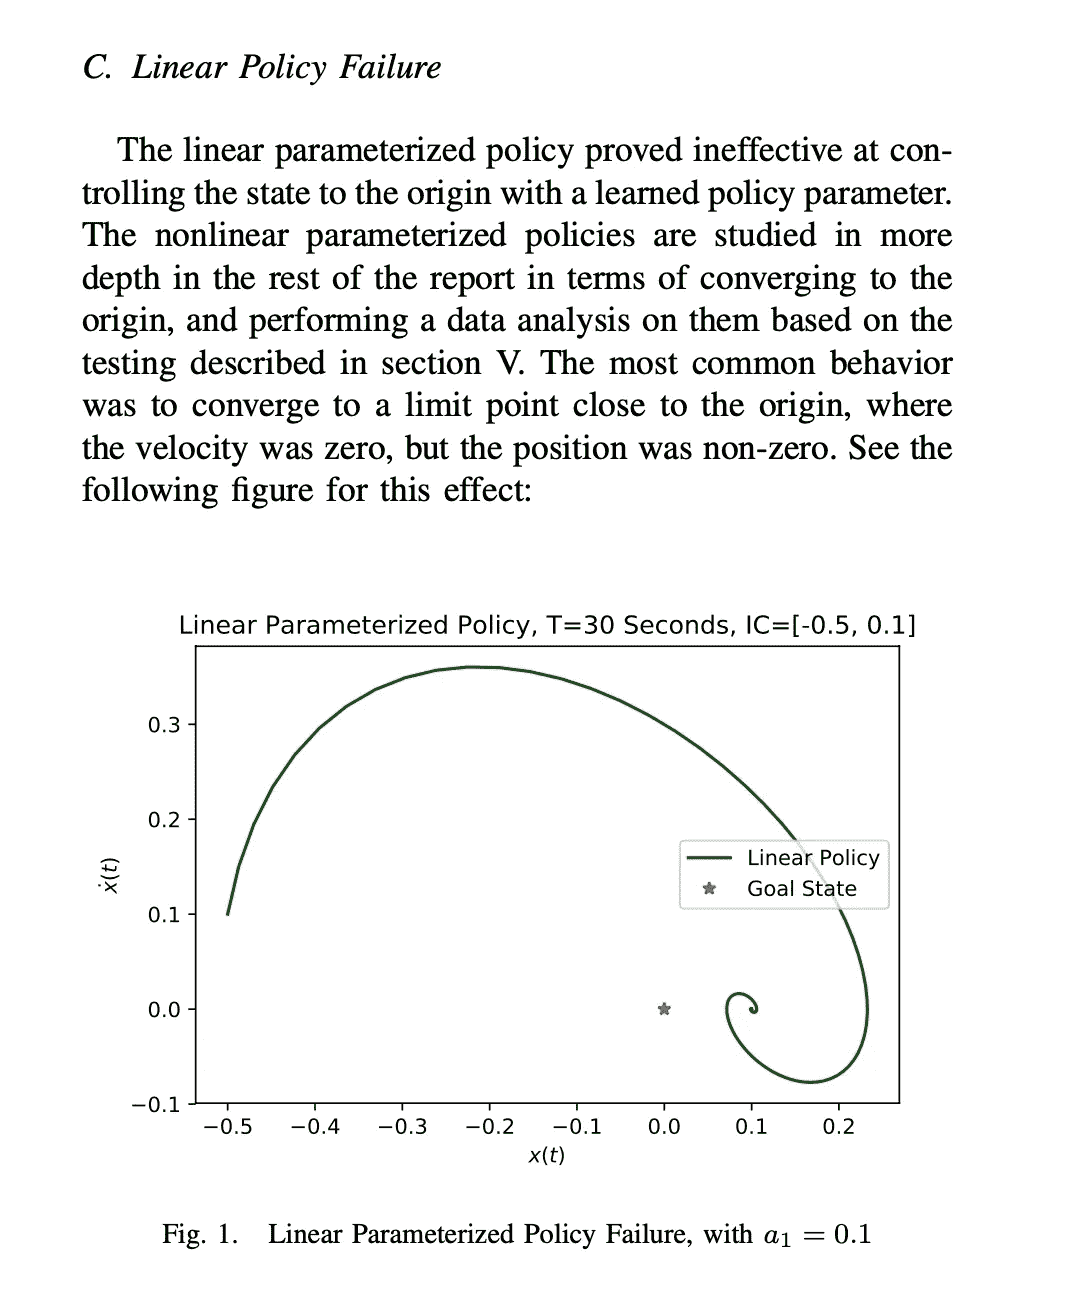 C. Linear Policy Failure
The linear parameterized policy proved ineffective at con-
trolling the state to the origin with a learned policy parameter.
The nonlinear parameterized policies are studied in more
depth in the rest of the report in terms of converging to the
origin, and performing a data analysis on them based on the
testing described in section V. The most common behavior
was to converge to a limit point close to the origin, where
the velocity was zero, but the position was non-zero. See the
following figure for this effect:
Linear Parameterized Policy, T=30 Seconds, IC=[-0.5, 0.1]
0.3
0.2
0.1
0.0
−0.1
ẋ(t)
Linear Policy
Goal State
−0.5 −0.4 −0.3 −0.2 −0.1 0.0 0.1 0.2
x(t)
Fig. 1. Linear Parameterized Policy Failure, with a₁ = 0.1